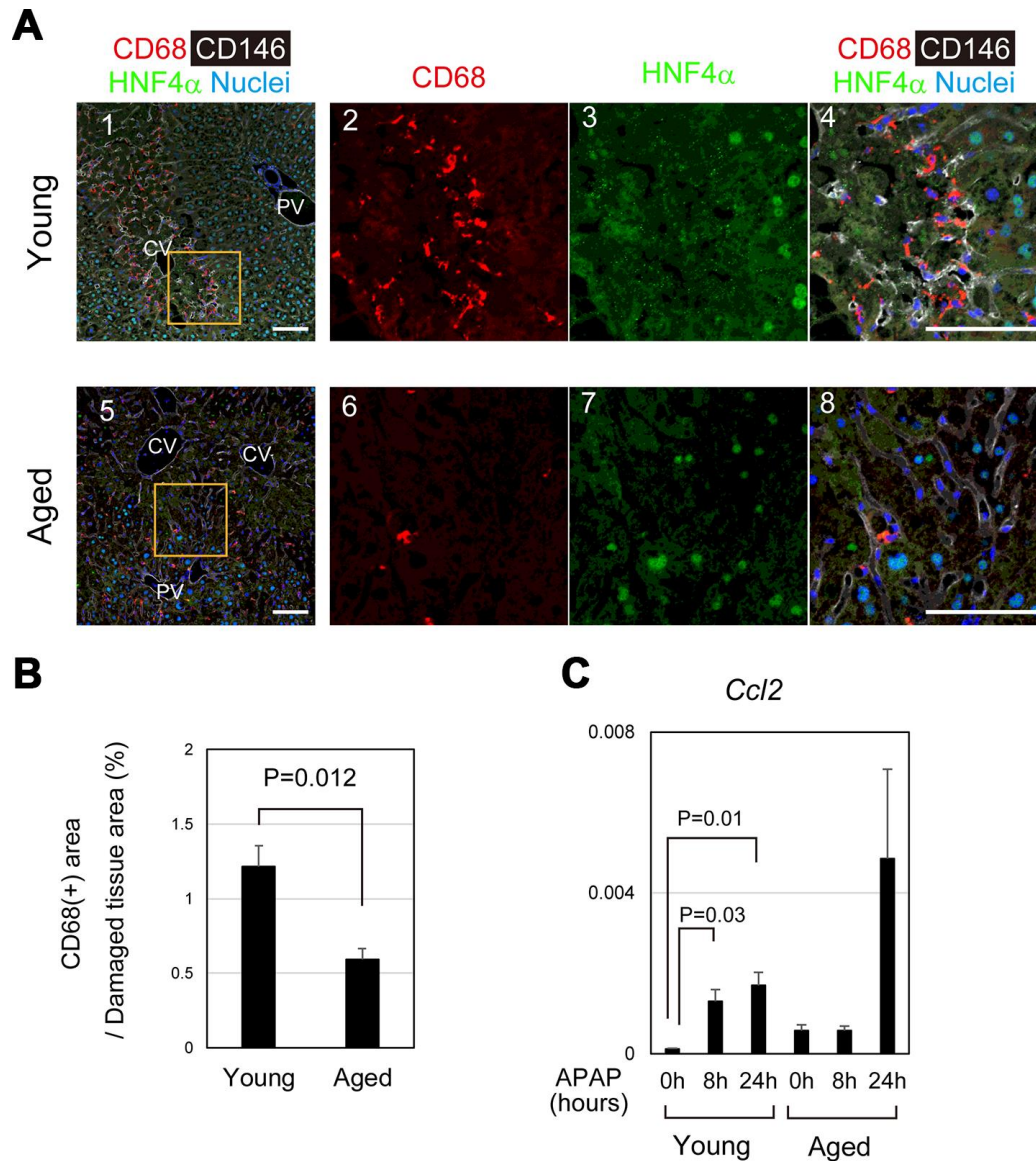 A
CD68 CD146
HNF4α Nuclei
CD68
HNF4α
CD68 CD146
HNF4α Nuclei
Young
1
CV
PV
2
3
4
Aged
5
CV
CV
PV
6
7
8
B
CD68(+) area
/ Damaged tissue area (%)
2
1.5
1
0.5
0
P=0.012
Young
Aged
C
Ccl2
0.008
0.004
0
P=0.01
P=0.03
APAP
(hours)
0h 8h 24h 0h 8h 24h
Young
Aged